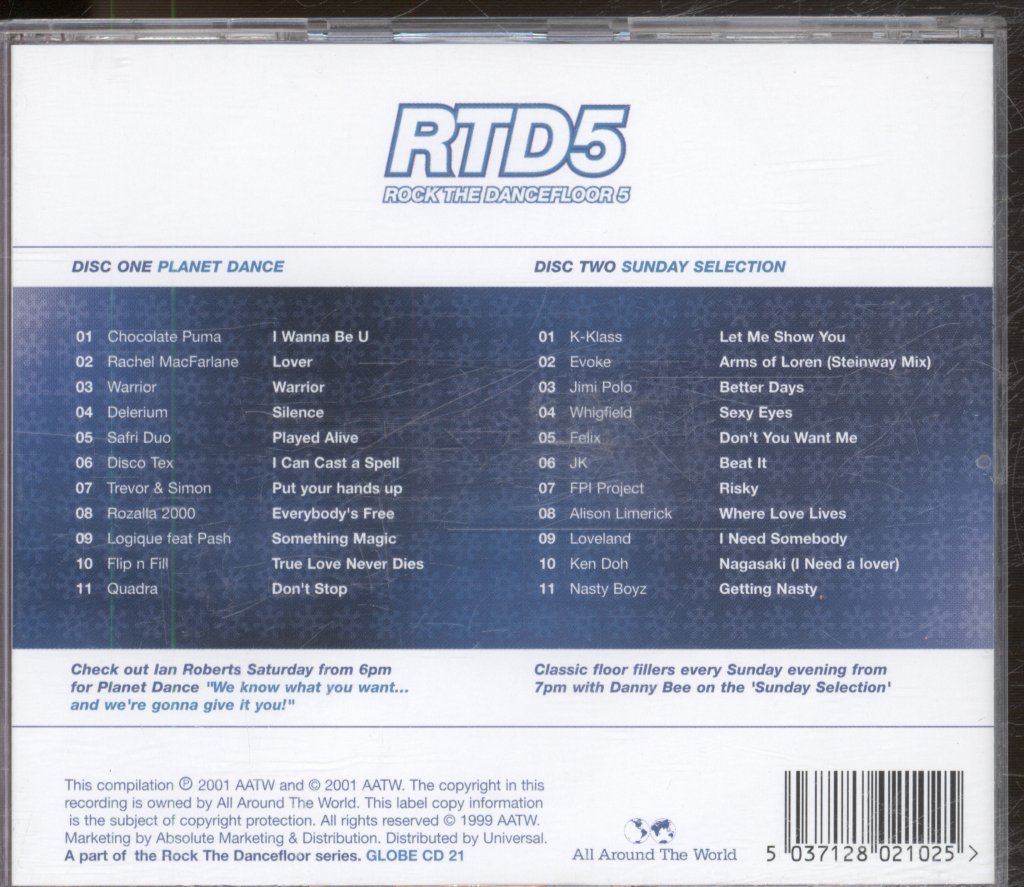 RTD5
ROCK THE DANCEFLOOR 5
DISC ONE PLANET DANCE
01 Chocolate Puma I Wanna Be U
02 Rachel MacFarlane Lover
03 Warrior Warrior
04 Delerium Silence
05 Safri Duo Played Alive
06 Disco Tex I Can Cast a Spell
07 Trevor & Simon Put your hands up
08 Rozalla 2000 Everybody's Free
09 Logique feat Pash Something Magic
10 Flip n Fill True Love Never Dies
11 Quadra Don't Stop
Check out Ian Roberts Saturday from 6pm
for Planet Dance "We know what you want...
and we're gonna give it you!"
DISC TWO SUNDAY SELECTION
01 K-Klass Let Me Show You
02 Evoke Arms of Loren (Steinway Mix)
03 Jimi Polo Better Days
04 Whigfield Sexy Eyes
05 Felix Don't You Want Me
06 JK Beat It
07 FPI Project Risky
08 Alison Limerick Where Love Lives
09 Loveland I Need Somebody
10 Ken Doh Nagasaki (I Need a lover)
11 Nasty Boyz Getting Nasty
Classic floor fillers every Sunday evening from
7pm with Danny Bee on the 'Sunday Selection'
This compilation ℗ 2001 AATW and © 2001 AATW. The copyright in this
recording is owned by All Around The World. This label copy information
is the subject of copyright protection. All rights reserved © 1999 AATW.
Marketing by Absolute Marketing & Distribution. Distributed by Universal.
A part of the Rock The Dancefloor series. GLOBE CD 21
All Around The World
5 037128 021025 >